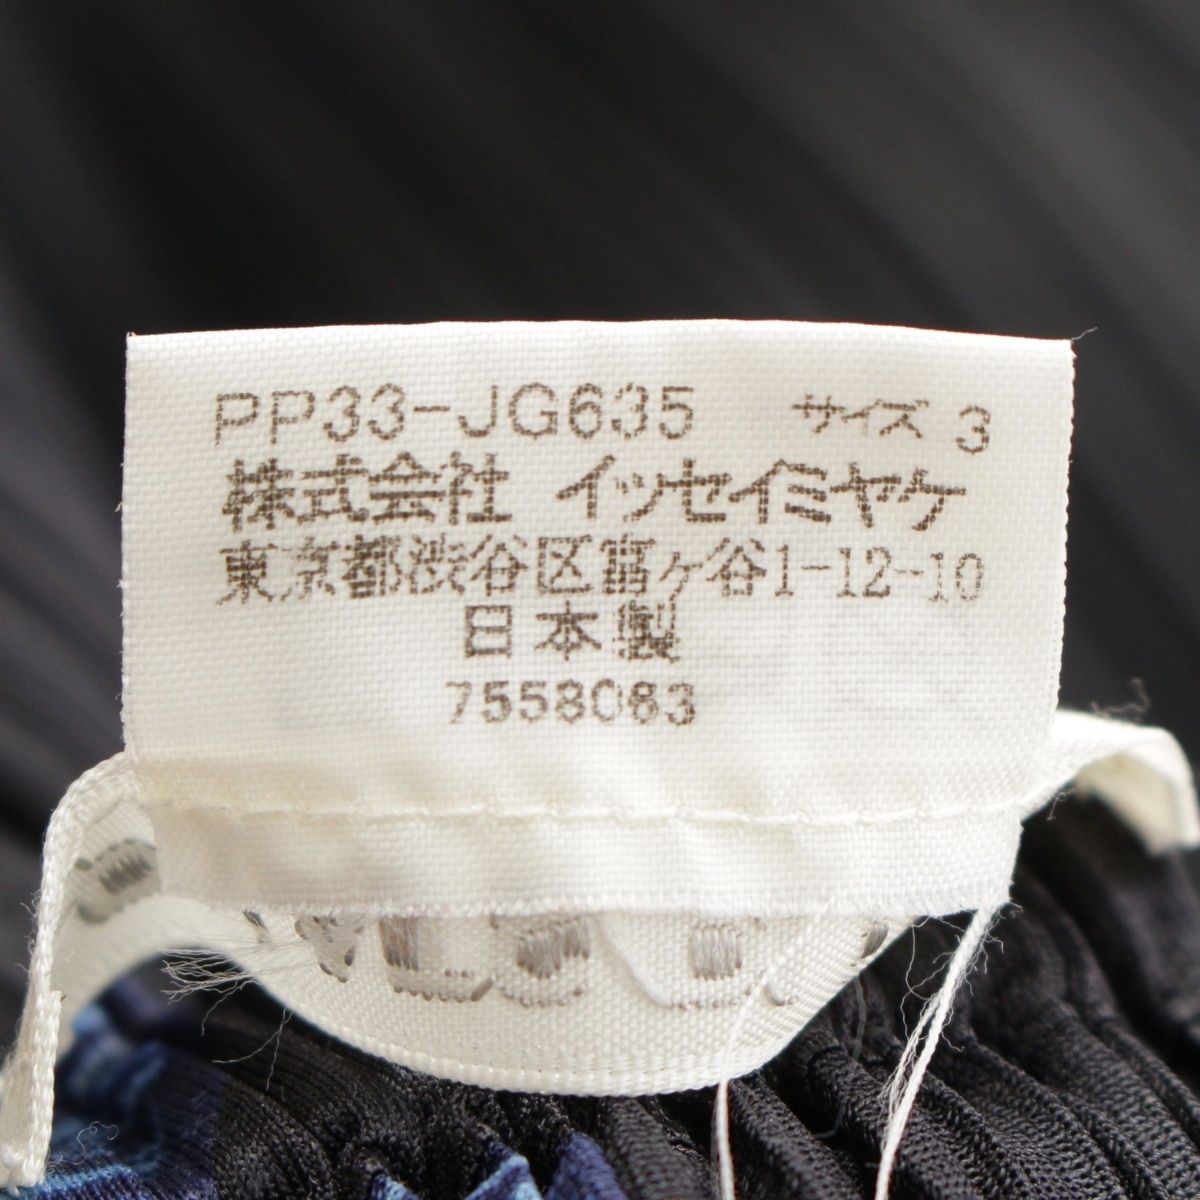 PP33-JG635 サイズ 3
株式会社 イッセイミヤケ
東京都渋谷区富ヶ谷1-12-10
日本製
7558063